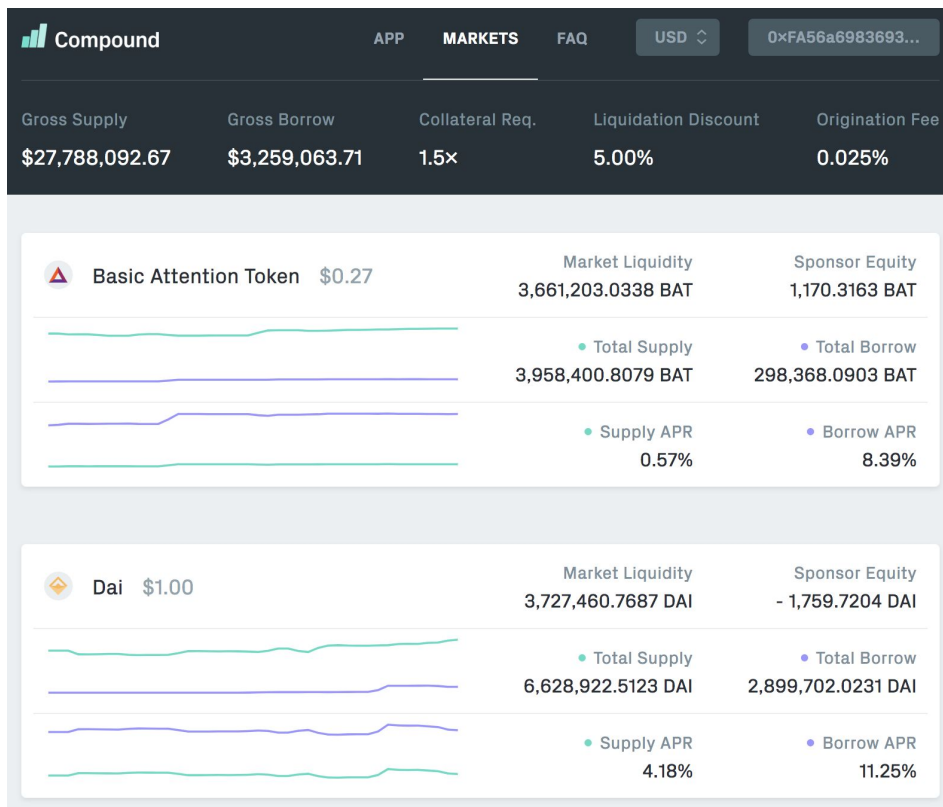 Compound APP MARKETS FAQ USD 0×FA56a6983693...
Gross Supply Gross Borrow Collateral Req. Liquidation Discount Origination Fee
$27,788,092.67 $3,259,063.71 1.5× 5.00% 0.025%
Basic Attention Token $0.27
Market Liquidity Sponsor Equity
3,661,203.0338 BAT 1,170.3163 BAT
Total Supply Total Borrow
3,958,400.8079 BAT 298,368.0903 BAT
Supply APR Borrow APR
0.57% 8.39%
Dai $1.00
Market Liquidity Sponsor Equity
3,727,460.7687 DAI - 1,759.7204 DAI
Total Supply Total Borrow
6,628,922.5123 DAI 2,899,702.0231 DAI
Supply APR Borrow APR
4.18% 11.25%